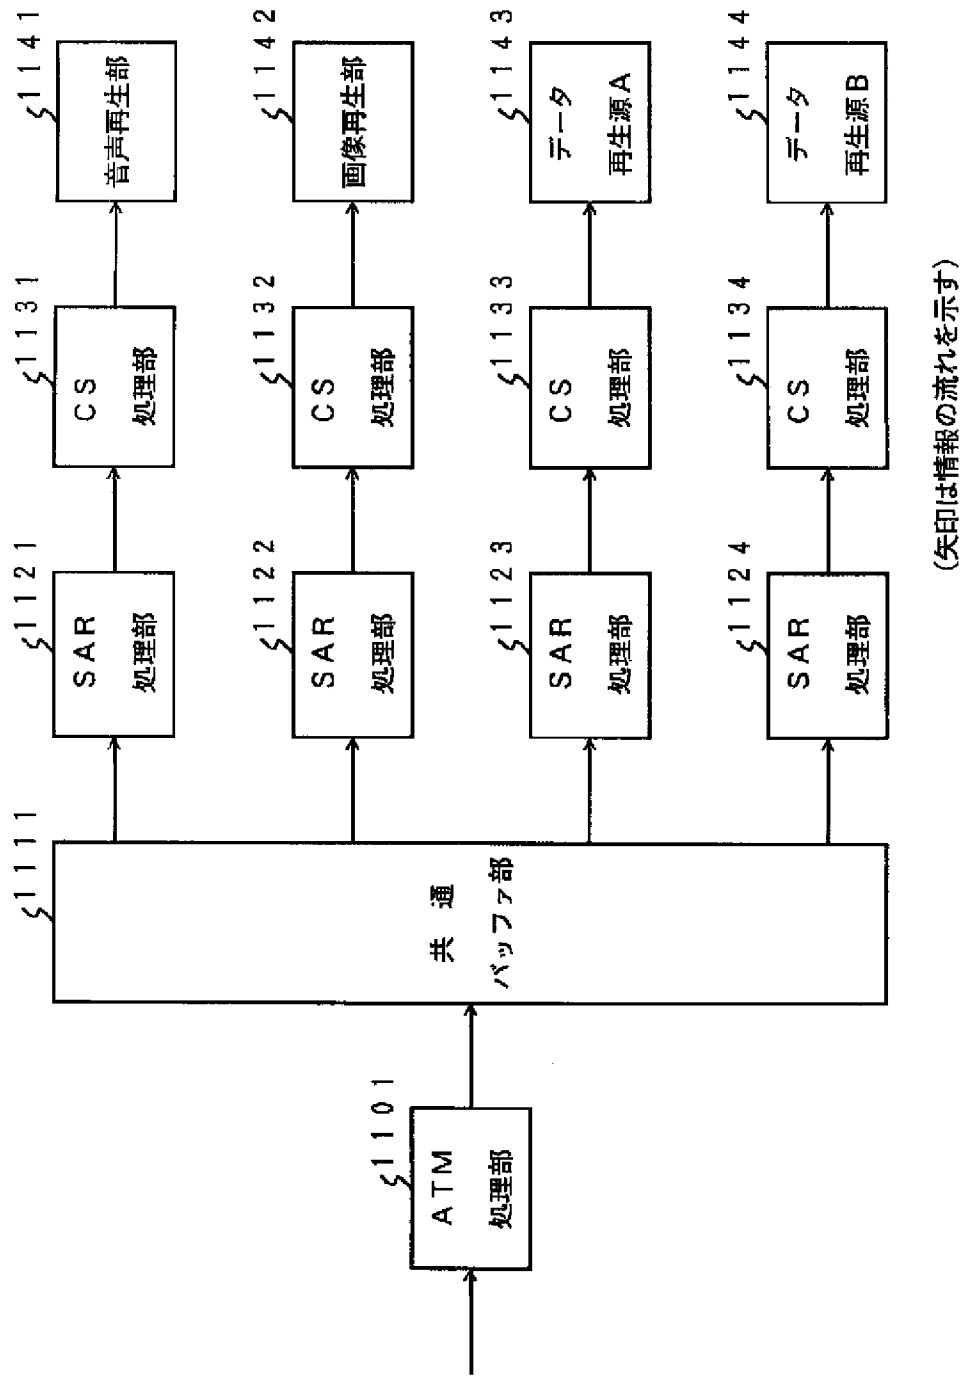 1141
音声再生部
1131
CS
処理部
1121
SAR
処理部
1142
画像再生部
1132
CS
処理部
1122
SAR
処理部
1143
データ
再生源A
1133
CS
処理部
1123
SAR
処理部
1144
データ
再生源B
1134
CS
処理部
1124
SAR
処理部
1111
共通
バッファ部
1101
ATM
処理部
(矢印は情報の流れを示す)